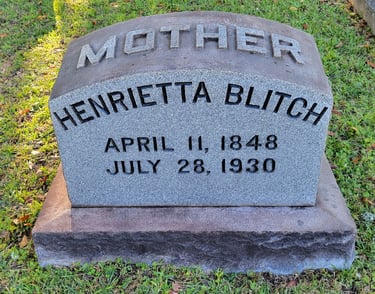 MOTHER
HENRIETTA BLITCH
APRIL 11, 1848
JULY 28, 1930